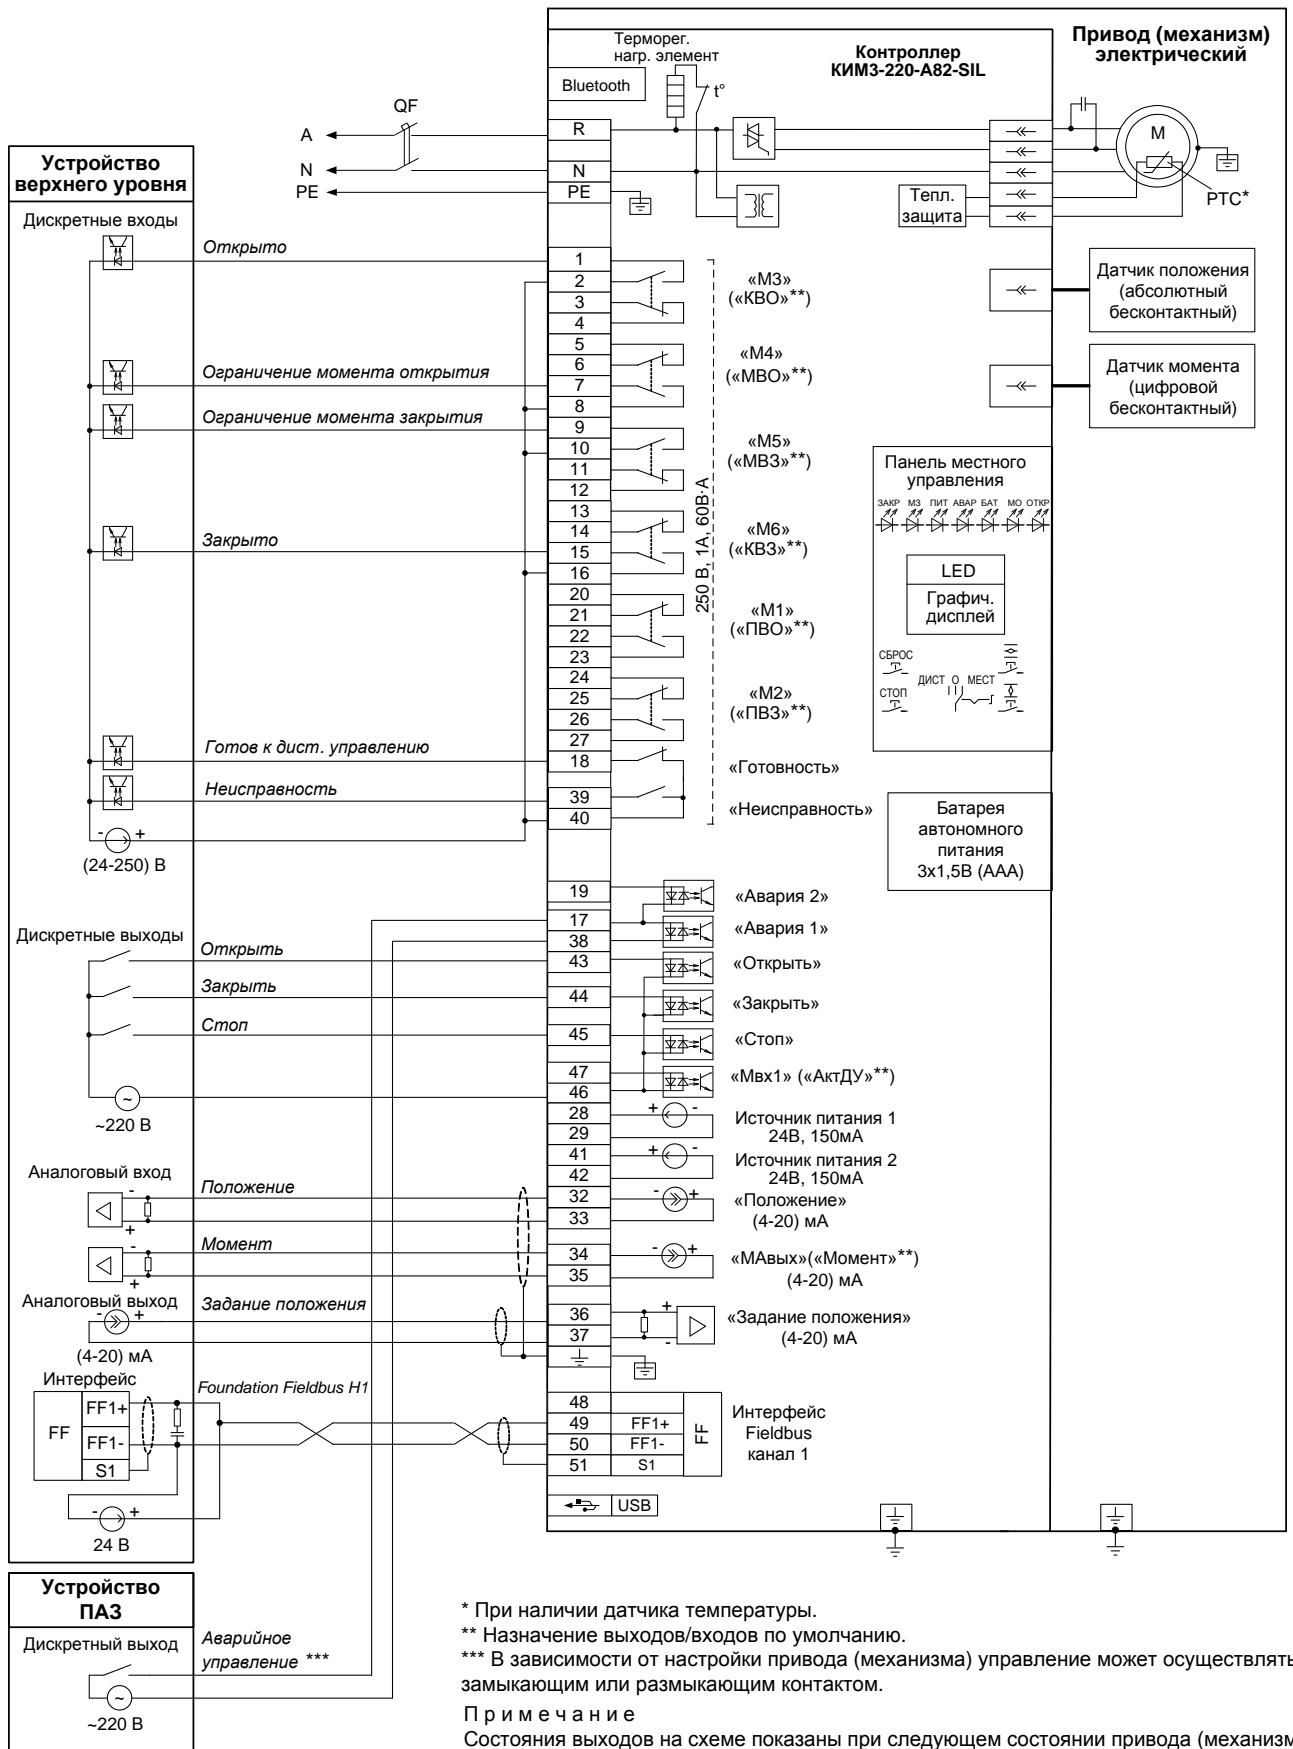 Привод (механизм)
электрический
Контроллер
КИМ3-220-A82-SIL
Терморег.
нагр. элемент
t°
Bluetooth
QF
A
N
PE
R
N
PE
M
PTC*
Тепл.
защита
Устройство
верхнего уровня
Дискретные входы
Открыто
1
2
3
4
«М3»
(«КВО»**)
Датчик положения
(абсолютный
бесконтактный)
5
6
7
8
«М4»
(«МВО»**)
Ограничение момента открытия
Датчик момента
(цифровой
бесконтактный)
Ограничение момента закрытия
9
10
11
12
«М5»
(«МВЗ»**)
250 В, 1А, 60В·А
Панель местного
управления
ЗАКР МЗ ПИТ АВАР БАТ МО ОТКР
LED
Графич.
дисплей
СБРОС
СТОП
ДИСТ О МЕСТ
Закрыто
13
14
15
16
«М6»
(«КВЗ»**)
20
21
22
23
«М1»
(«ПВО»**)
24
25
26
27
«М2»
(«ПВЗ»**)
Готов к дист. управлению
18
«Готовность»
Неисправность
39
40
«Неисправность»
- +
(24-250) В
Батарея
автономного
питания
3х1,5В (ААА)
19
«Авария 2»
17
38
«Авария 1»
Дискретные выходы
Открыть
43
«Открыть»
Закрыть
44
«Закрыть»
Стоп
45
«Стоп»
47
46
«Мвх1» («АктДУ»**)
~
~220 В
28
29
+ -
Источник питания 1
24В, 150мА
41
42
+ -
Источник питания 2
24В, 150мА
Аналоговый вход
-
+
Положение
32
33
- +
«Положение»
(4-20) мА
-
+
Момент
34
35
- +
«МАвых»(«Момент»**)
(4-20) мА
Аналоговый выход
- +
(4-20) мА
Задание положения
36
37
+
-
«Задание положения»
(4-20) мА
Интерфейс
FF
FF1+
FF1-
S1
Foundation Fieldbus H1
48
49
50
51
FF1+
FF1-
S1
FF
Интерфейс
Fieldbus
канал 1
- +
24 В
USB
Устройство
ПАЗ
Дискретный выход
Аварийное
управление ***
~
~220 В
* При наличии датчика температуры.
** Назначение выходов/входов по умолчанию.
*** В зависимости от настройки привода (механизма) управление может осуществлять
замыкающим или размыкающим контактом.
Примечание
Состояния выходов на схеме показаны при следующем состоянии привода (механизм